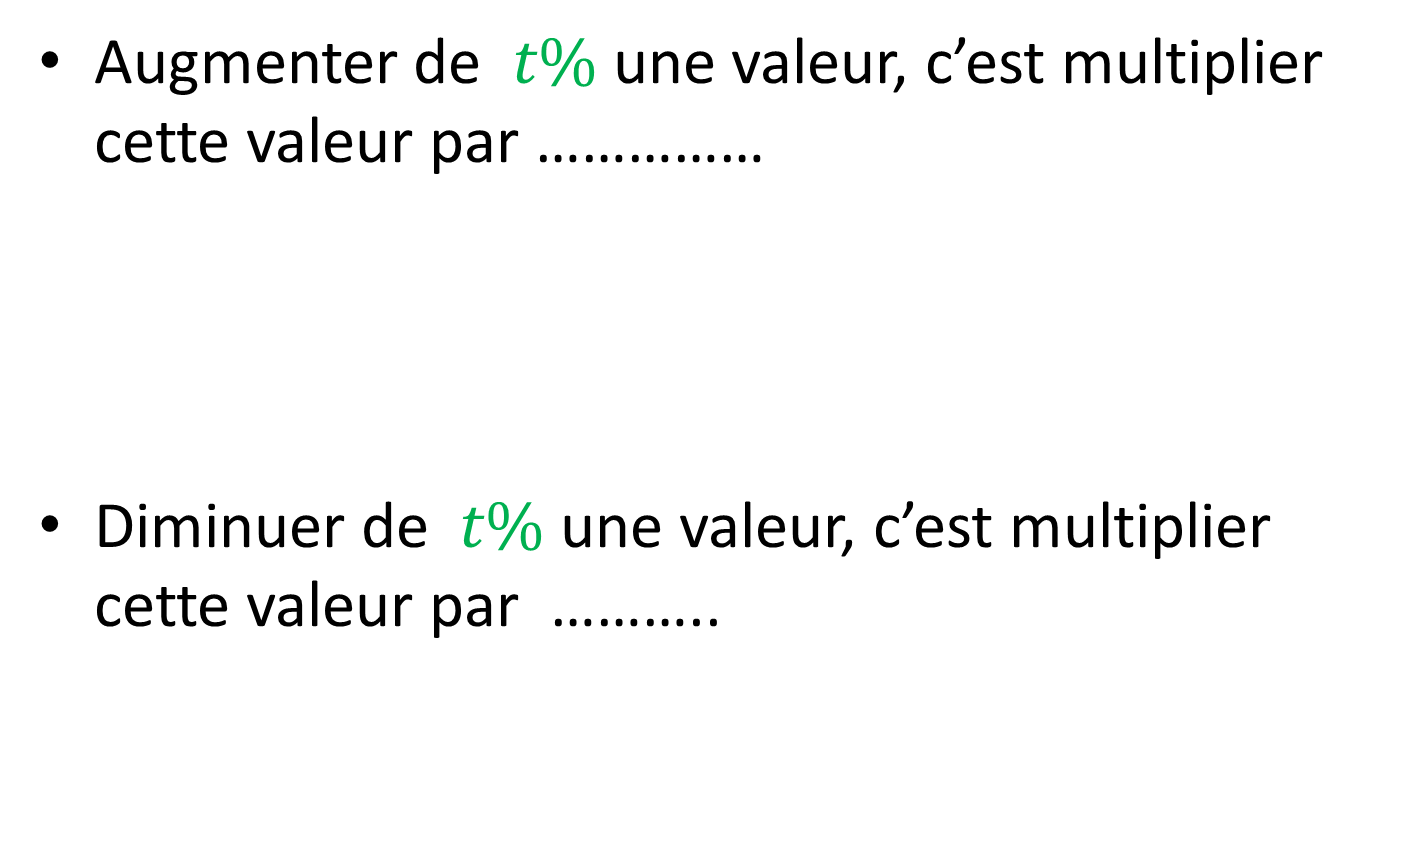 • Augmenter de t% une valeur, c’est multiplier
cette valeur par ……………
• Diminuer de t% une valeur, c’est multiplier
cette valeur par ………..